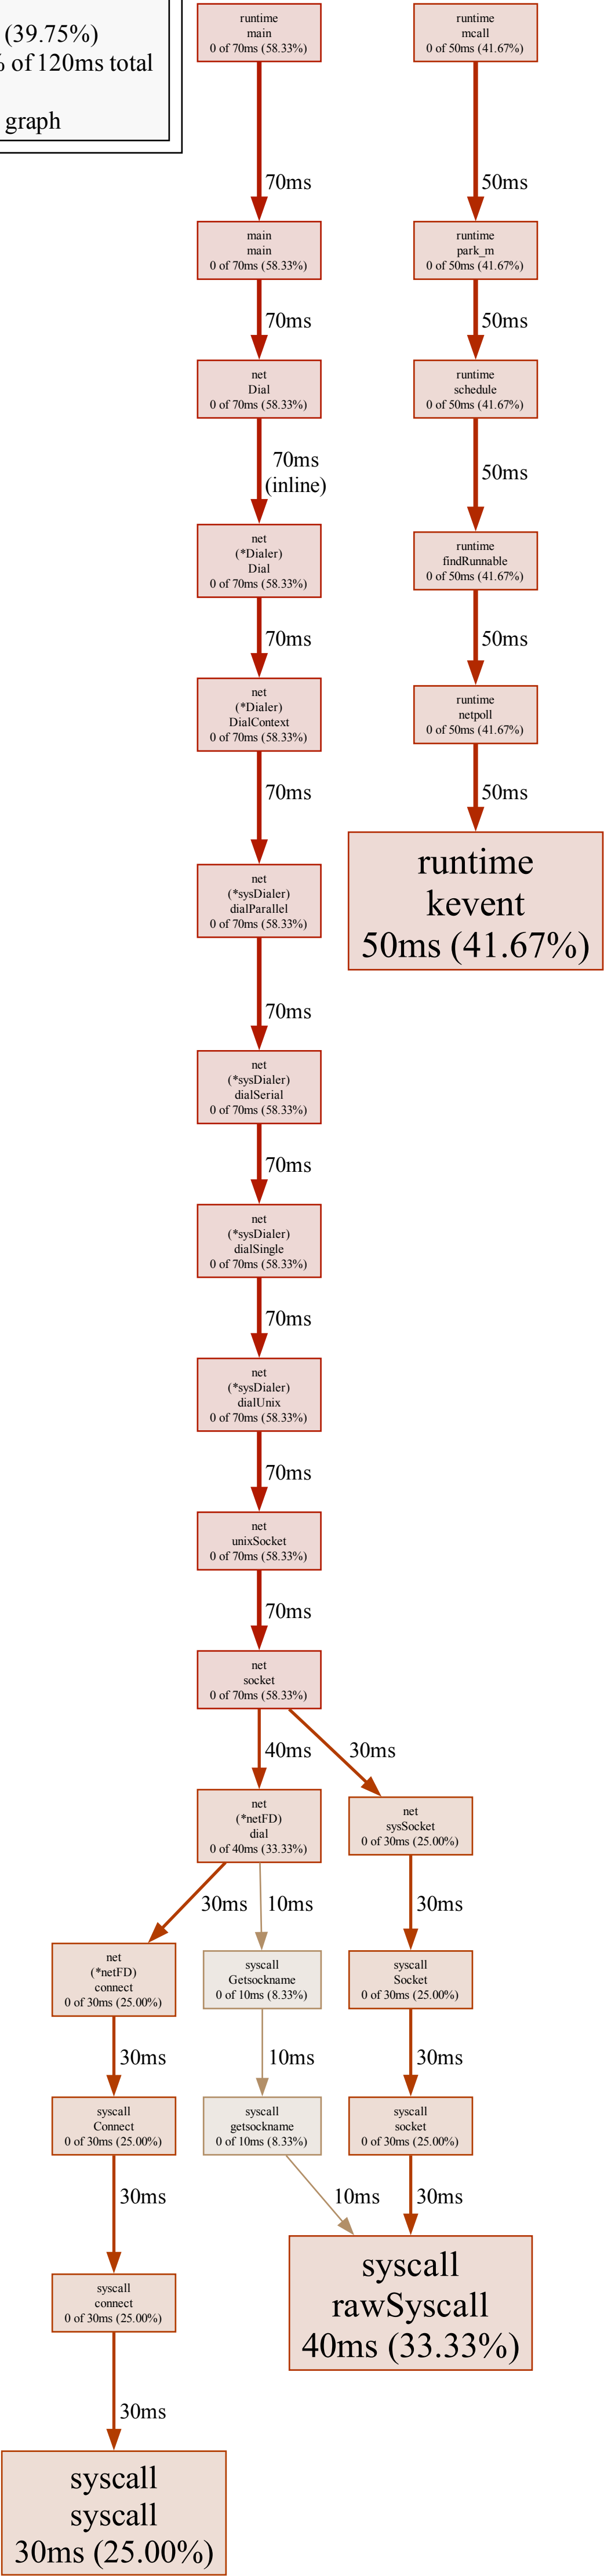 (39.75%)
% of 120ms total
graph
runtime
main
0 of 70ms (58.33%)
runtime
mcall
0 of 50ms (41.67%)
70ms
50ms
main
main
0 of 70ms (58.33%)
runtime
park_m
0 of 50ms (41.67%)
70ms
50ms
net
Dial
0 of 70ms (58.33%)
runtime
schedule
0 of 50ms (41.67%)
70ms
(inline)
50ms
net
(*Dialer)
Dial
0 of 70ms (58.33%)
runtime
findRunnable
0 of 50ms (41.67%)
70ms
50ms
net
(*Dialer)
DialContext
0 of 70ms (58.33%)
runtime
netpoll
0 of 50ms (41.67%)
70ms
50ms
net
(*sysDialer)
dialParallel
0 of 70ms (58.33%)
runtime
kevent
50ms (41.67%)
70ms
net
(*sysDialer)
dialSerial
0 of 70ms (58.33%)
70ms
net
(*sysDialer)
dialSingle
0 of 70ms (58.33%)
70ms
net
(*sysDialer)
dialUnix
0 of 70ms (58.33%)
70ms
net
unixSocket
0 of 70ms (58.33%)
70ms
net
socket
0 of 70ms (58.33%)
40ms
30ms
net
(*netFD)
dial
0 of 40ms (33.33%)
net
sysSocket
0 of 30ms (25.00%)
30ms
10ms
30ms
net
(*netFD)
connect
0 of 30ms (25.00%)
syscall
Getsockname
0 of 10ms (8.33%)
syscall
Socket
0 of 30ms (25.00%)
30ms
10ms
30ms
syscall
Connect
0 of 30ms (25.00%)
syscall
getsockname
0 of 10ms (8.33%)
syscall
socket
0 of 30ms (25.00%)
30ms
10ms
30ms
syscall
connect
0 of 30ms (25.00%)
syscall
rawSyscall
40ms (33.33%)
30ms
syscall
syscall
30ms (25.00%)